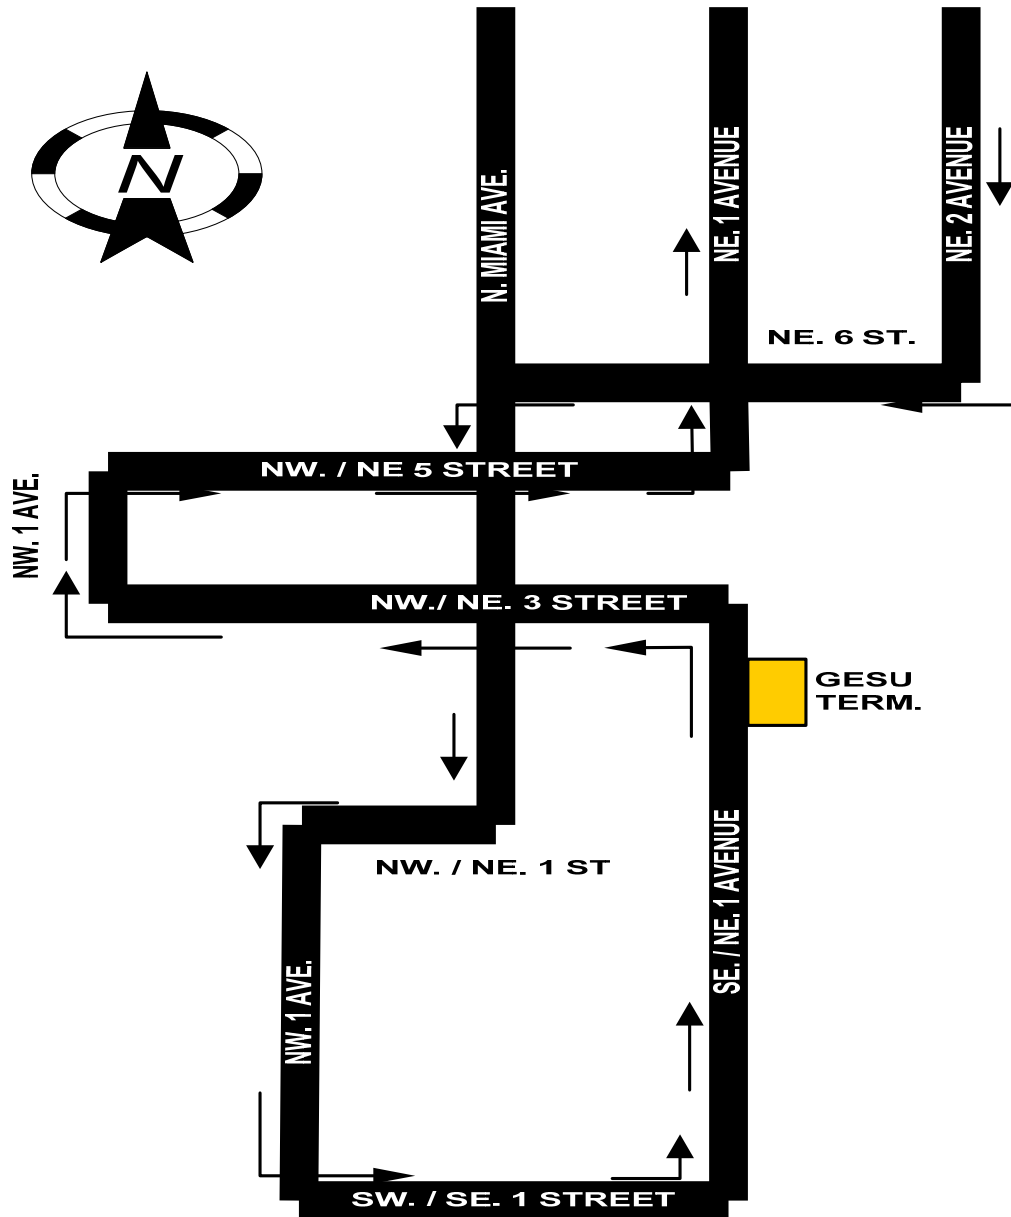 N
N. MIAMI AVE.
NE. 1 AVENUE
NE. 2 AVENUE
NE. 6 ST.
NW. / NE 5 STREET
NW. 1 AVE.
NW./ NE. 3 STREET
GESU
TERM.
NW. / NE. 1 ST
SE. / NE. 1 AVENUE
NW. 1 AVE.
SW. / SE. 1 STREET